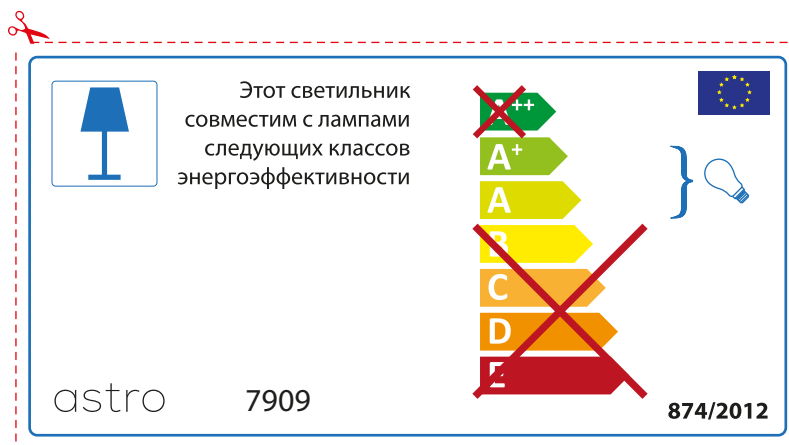 Этот светильник
совместим с лампами
следующих классов
энергоэффективности
A++
A+
A
B
C
D
E
astro
7909
874/2012